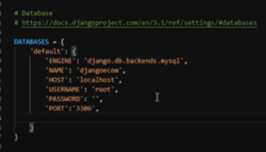 # Database
# https://docs.djangoproject.com/en/3.1/ref/settings/#databases
DATABASES = {
'default': {
'ENGINE': 'django.db.backends.mysql',
'NAME': 'djangoecom',
'HOST': 'localhost',
'USERNAME': 'root',
'PASSWORD': '',
'PORT':'3306',
}
}